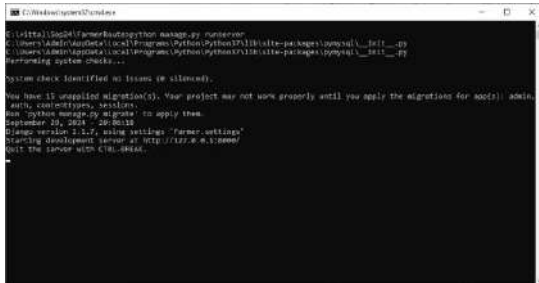 C:\Windows\system32\cmd.exe
E:\vittal\Sep24\FarmerRoute>python manage.py runserver
C:\Users\Admin\AppData\Local\Programs\Python\Python37\lib\site-packages\pymysql\__init__.py
C:\Users\Admin\AppData\Local\Programs\Python\Python37\lib\site-packages\pymysql\__init__.py
Performing system checks...
System check identified no issues (0 silenced).
You have 15 unapplied migration(s). Your project may not work properly until you apply the migrations for app(s): admin,
auth, contenttypes, sessions.
Run 'python manage.py migrate' to apply them.
September 29, 2024 - 20:06:18
Django version 2.1.7, using settings 'Farmer.settings'
Starting development server at http://127.0.0.1:8000/
Quit the server with CTRL-BREAK.